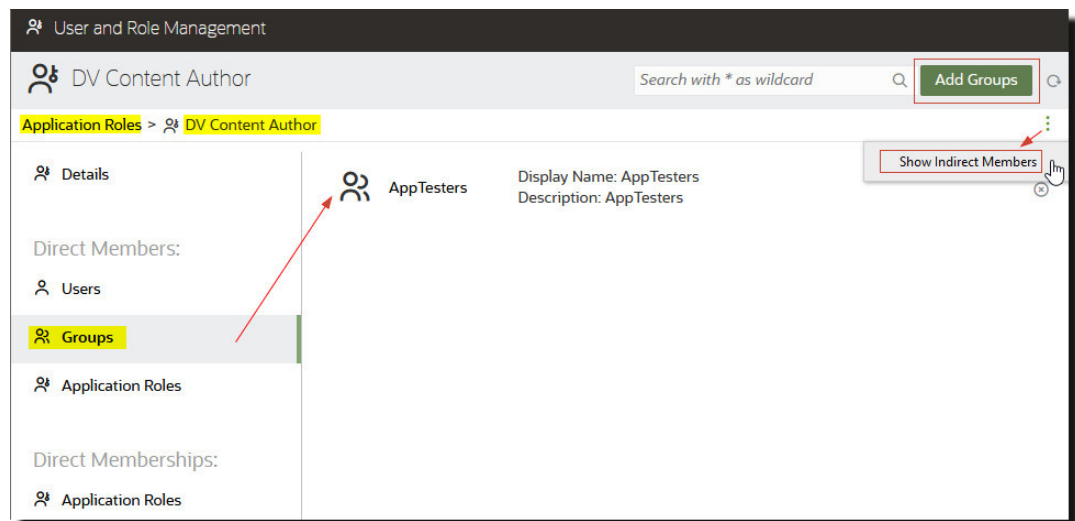 User and Role Management
DV Content Author
Search with * as wildcard
Add Groups
Application Roles > DV Content Author
Show Indirect Members
Details
AppTesters
Display Name: AppTesters
Description: AppTesters
Direct Members:
Users
Groups
Application Roles
Direct Memberships:
Application Roles